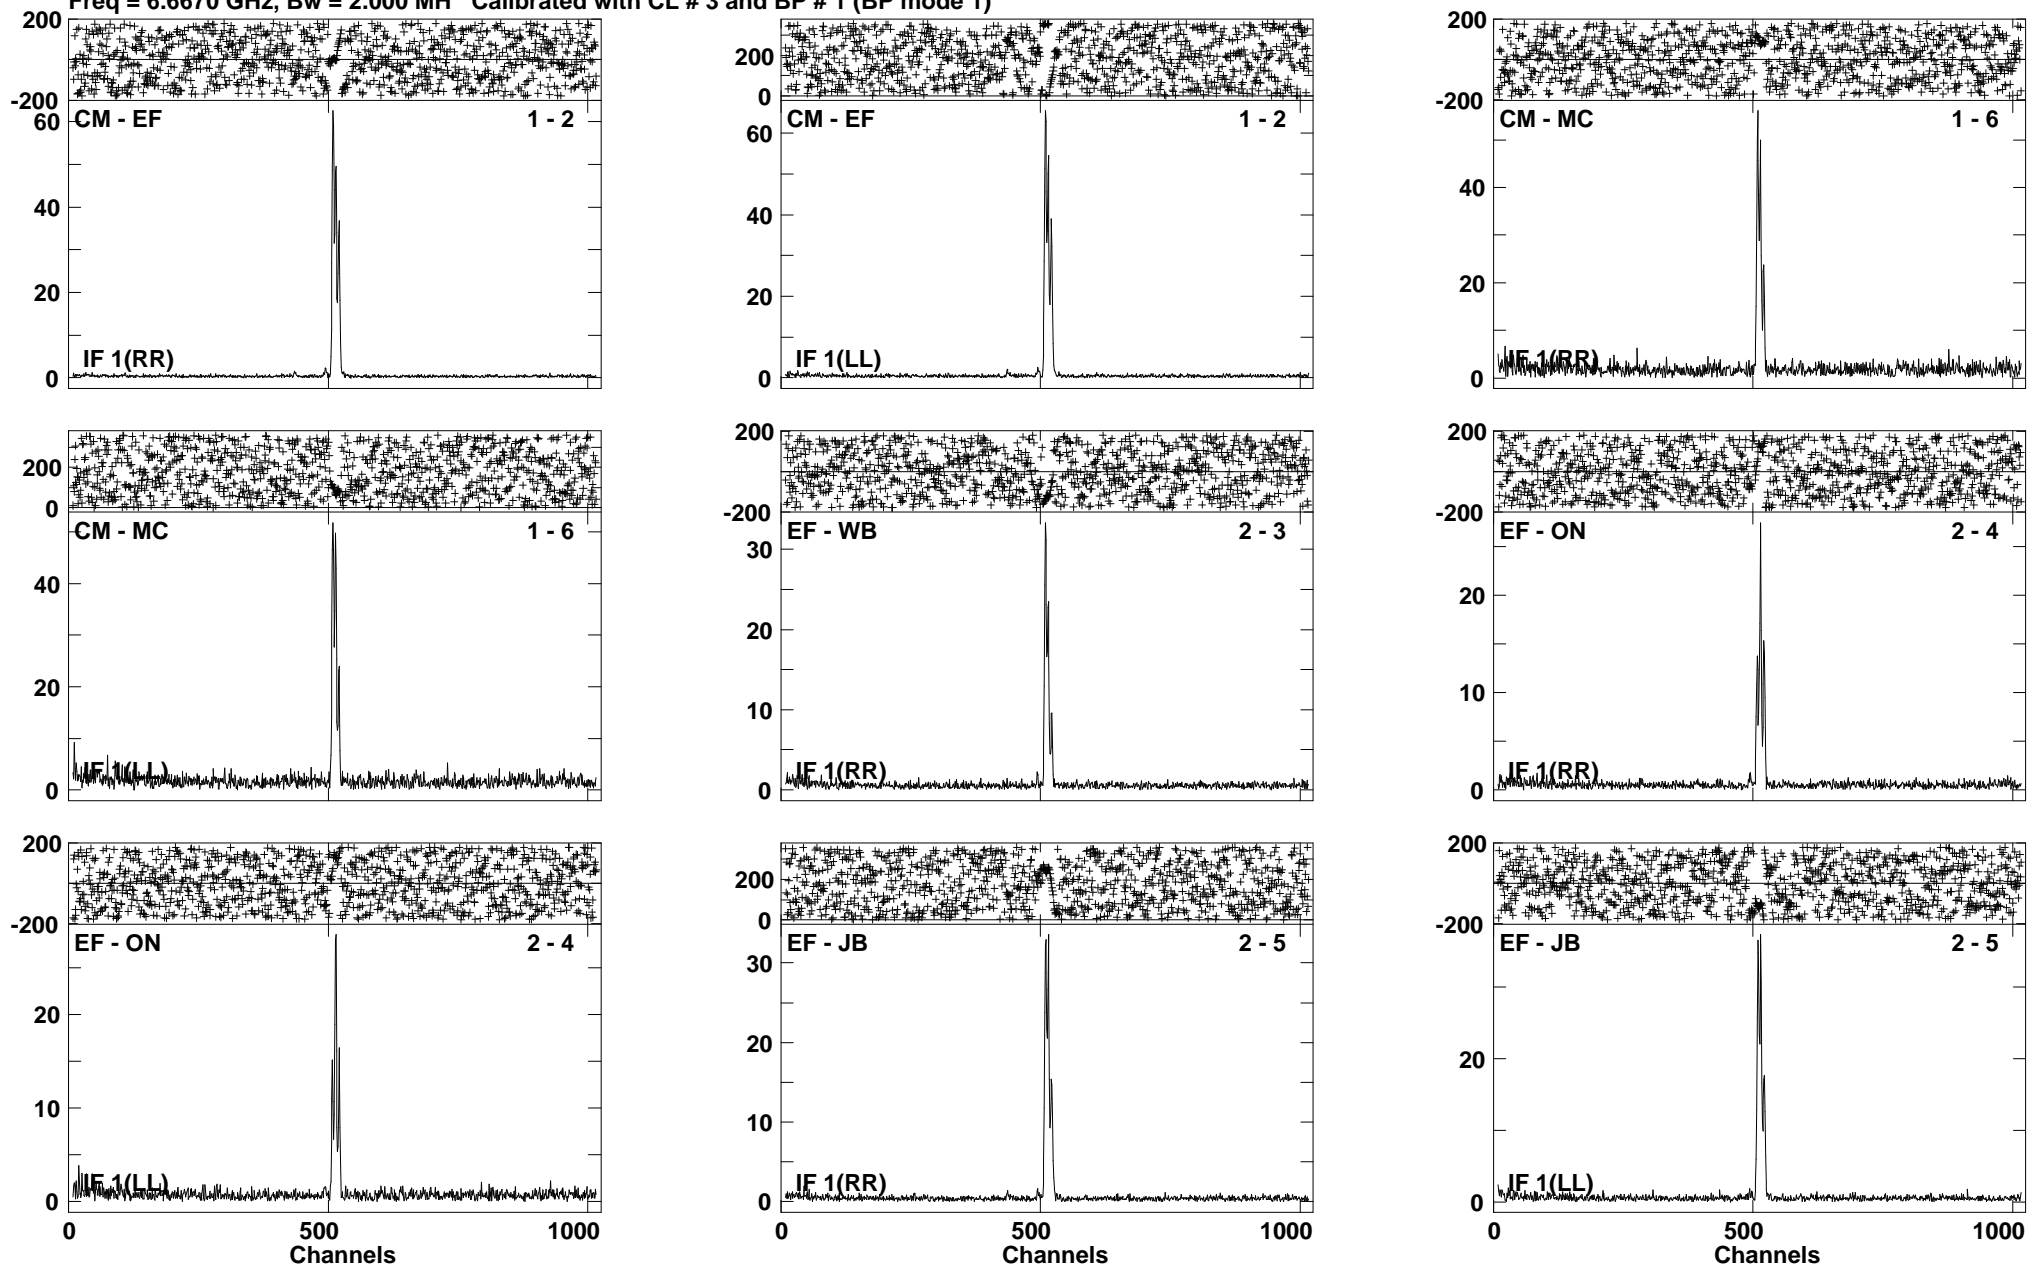 Freq = 6.6670 GHz, Bw = 2.000 MH Calibrated with CL # 3 and BP # 1 (BP mode 1)
200
-200
60
40
20
0
CM - EF 1 - 2
IF 1(RR)
200
0
60
40
20
0
CM - EF 1 - 2
IF 1(LL)
200
-200
40
20
0
CM - MC 1 - 6
IF 1(RR)
200
0
40
20
0
CM - MC 1 - 6
IF 1(LL)
200
-200
30
20
10
0
EF - WB 2 - 3
IF 1(RR)
200
-200
20
10
0
EF - ON 2 - 4
IF 1(RR)
200
-200
20
10
0
EF - ON 2 - 4
IF 1(LL)
0 500 1000
Channels
200
0
30
20
10
0
EF - JB 2 - 5
IF 1(RR)
0 500 1000
Channels
200
-200
20
0
EF - JB 2 - 5
IF 1(LL)
0 500 1000
Channels